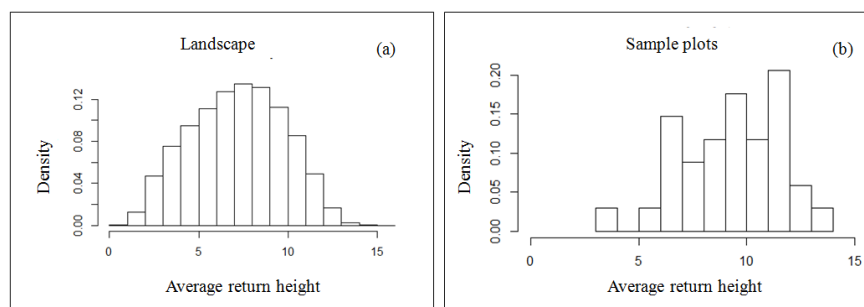 Landscape
(a)
Density
0.00
0.04
0.08
0.12
0
5
10
15
Average return height
Sample plots
(b)
Density
0.00
0.05
0.10
0.15
0.20
0
5
10
15
Average return height